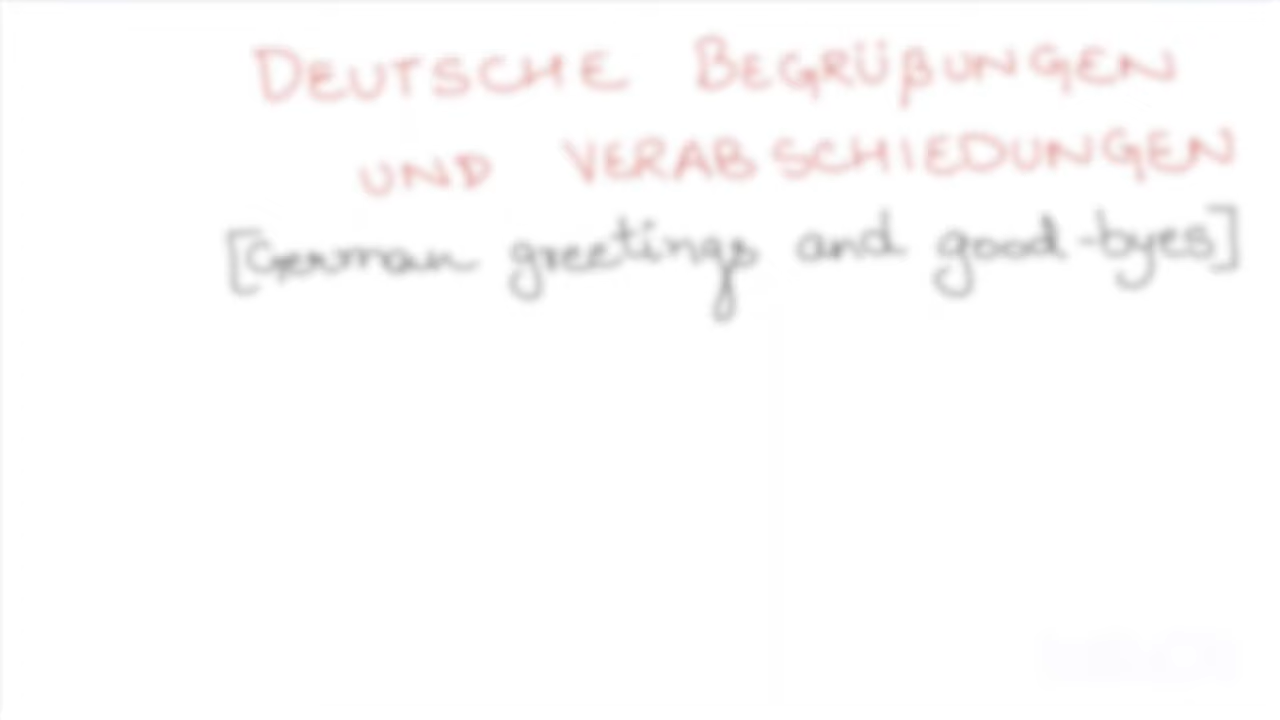 DEUTSCHE BEGRÜßUNGEN
UND VERABSCHIEDUNGEN
[German greetings and good-byes]